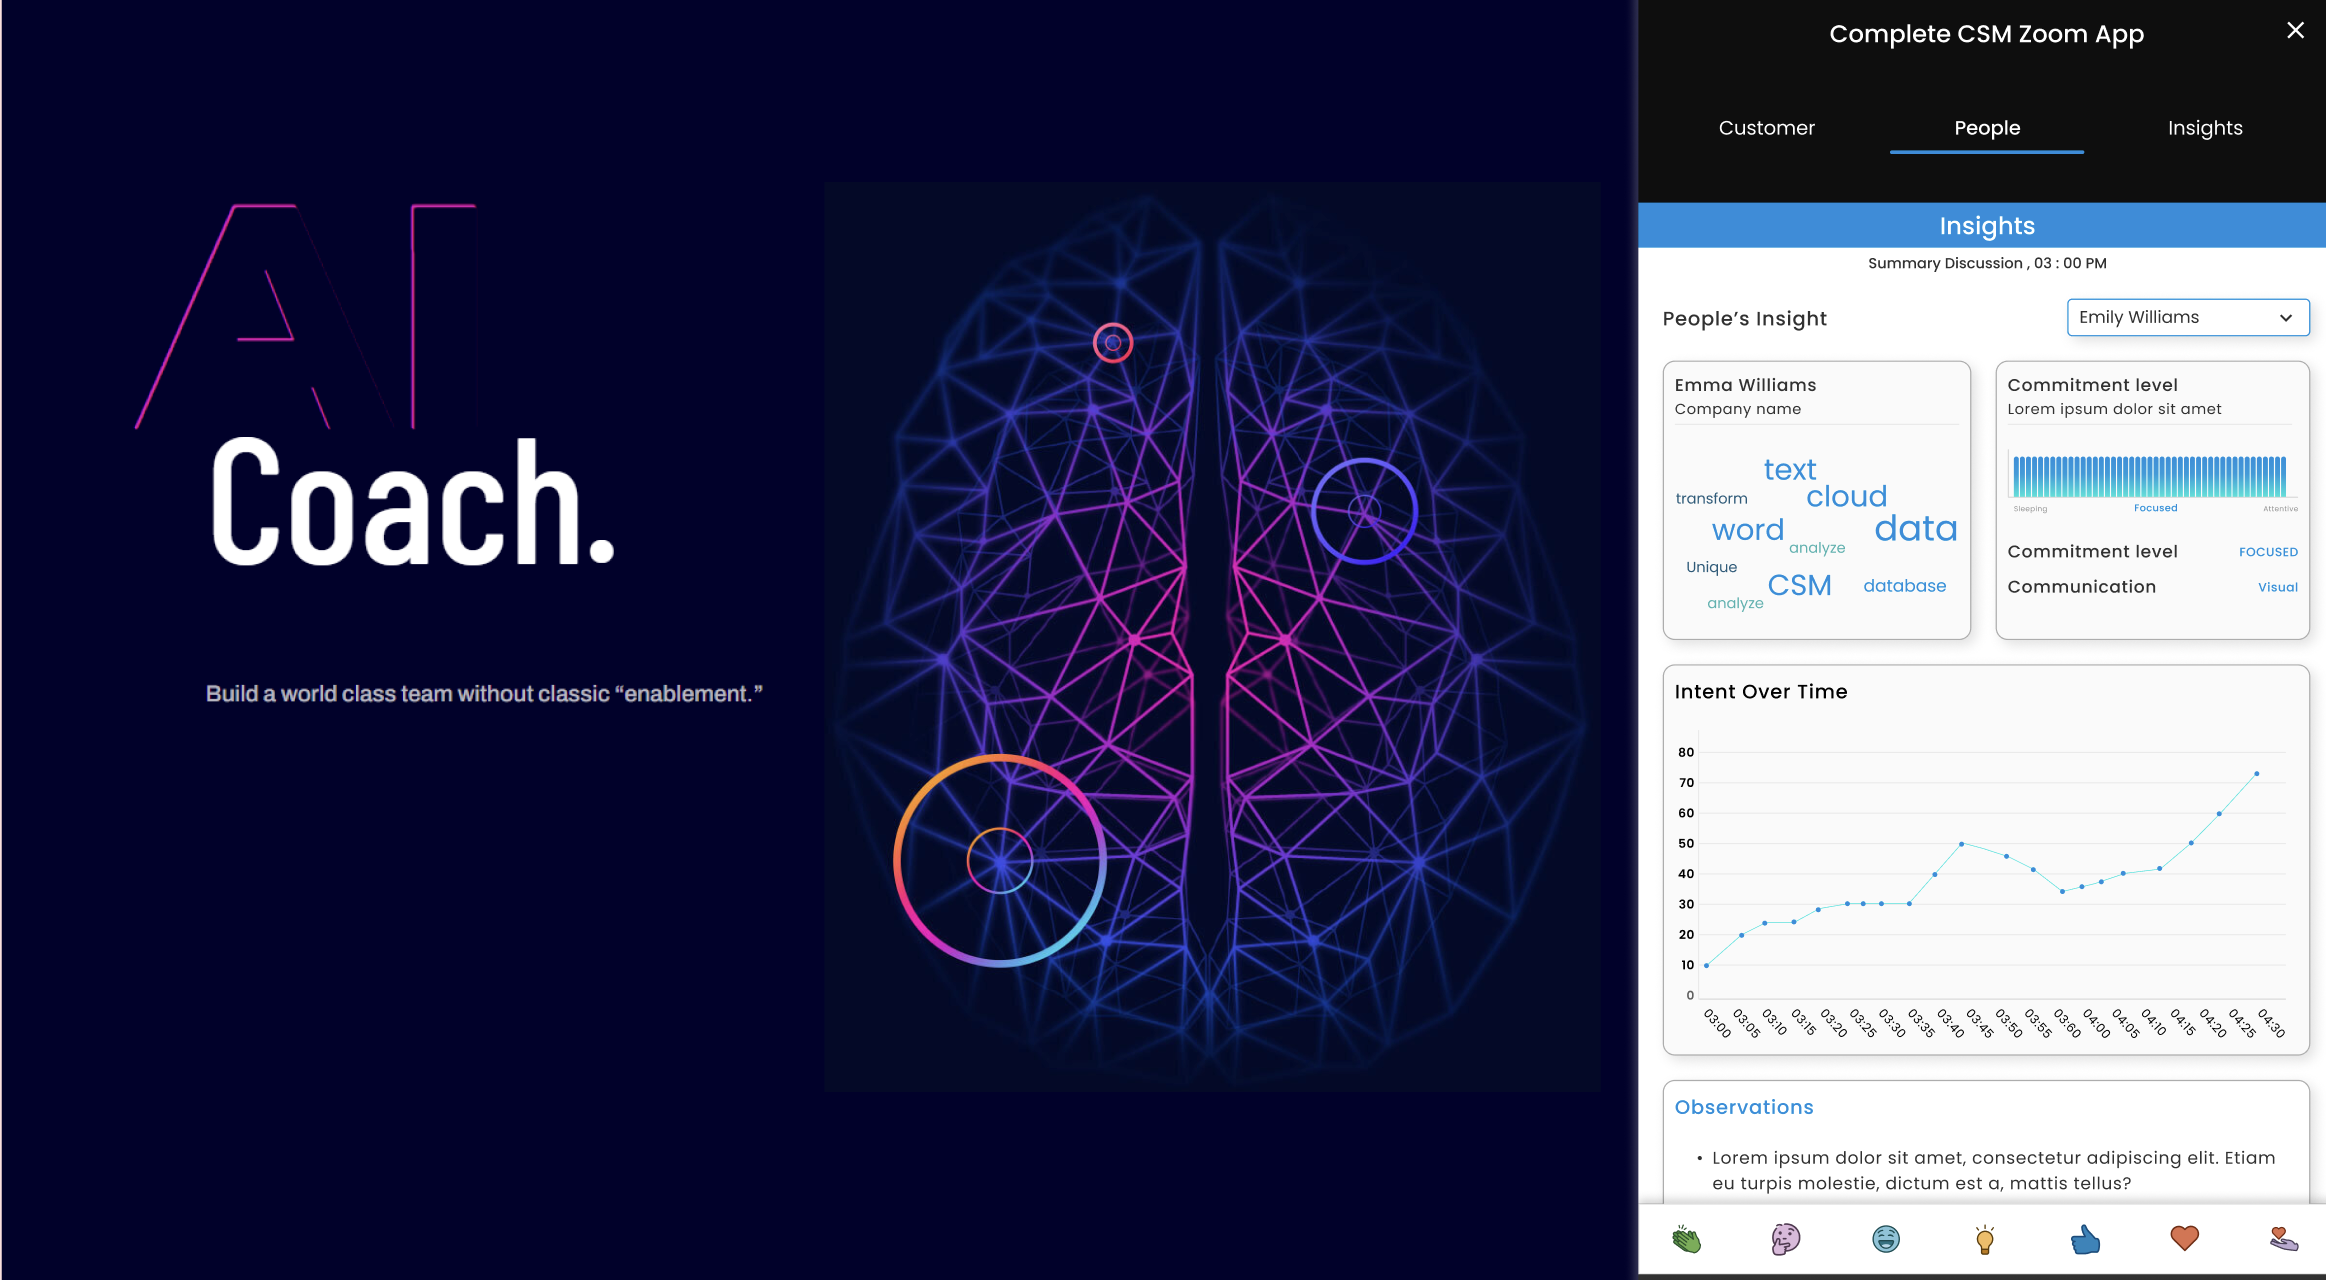 AI
Coach.
Build a world class team without classic “enablement.”
Complete CSM Zoom App
Customer
People
Insights
Insights
Summary Discussion , 03 : 00 PM
People’s Insight
Emily Williams
Emma Williams
Company name
text
transform
cloud
word
data
analyze
Unique
CSM
database
analyze
Commitment level
Lorem ipsum dolor sit amet
Sleeping
Focused
Attentive
Commitment level
FOCUSED
Communication
Visual
Intent Over Time
80
70
60
50
40
30
20
10
0
03:00
03:05
03:10
03:15
03:20
03:25
03:30
03:35
03:40
03:45
03:50
03:55
03:60
04:00
04:05
04:10
04:15
04:20
04:25
04:30
Observations
• Lorem ipsum dolor sit amet, consectetur adipiscing elit. Etiam
eu turpis molestie, dictum est a, mattis tellus?